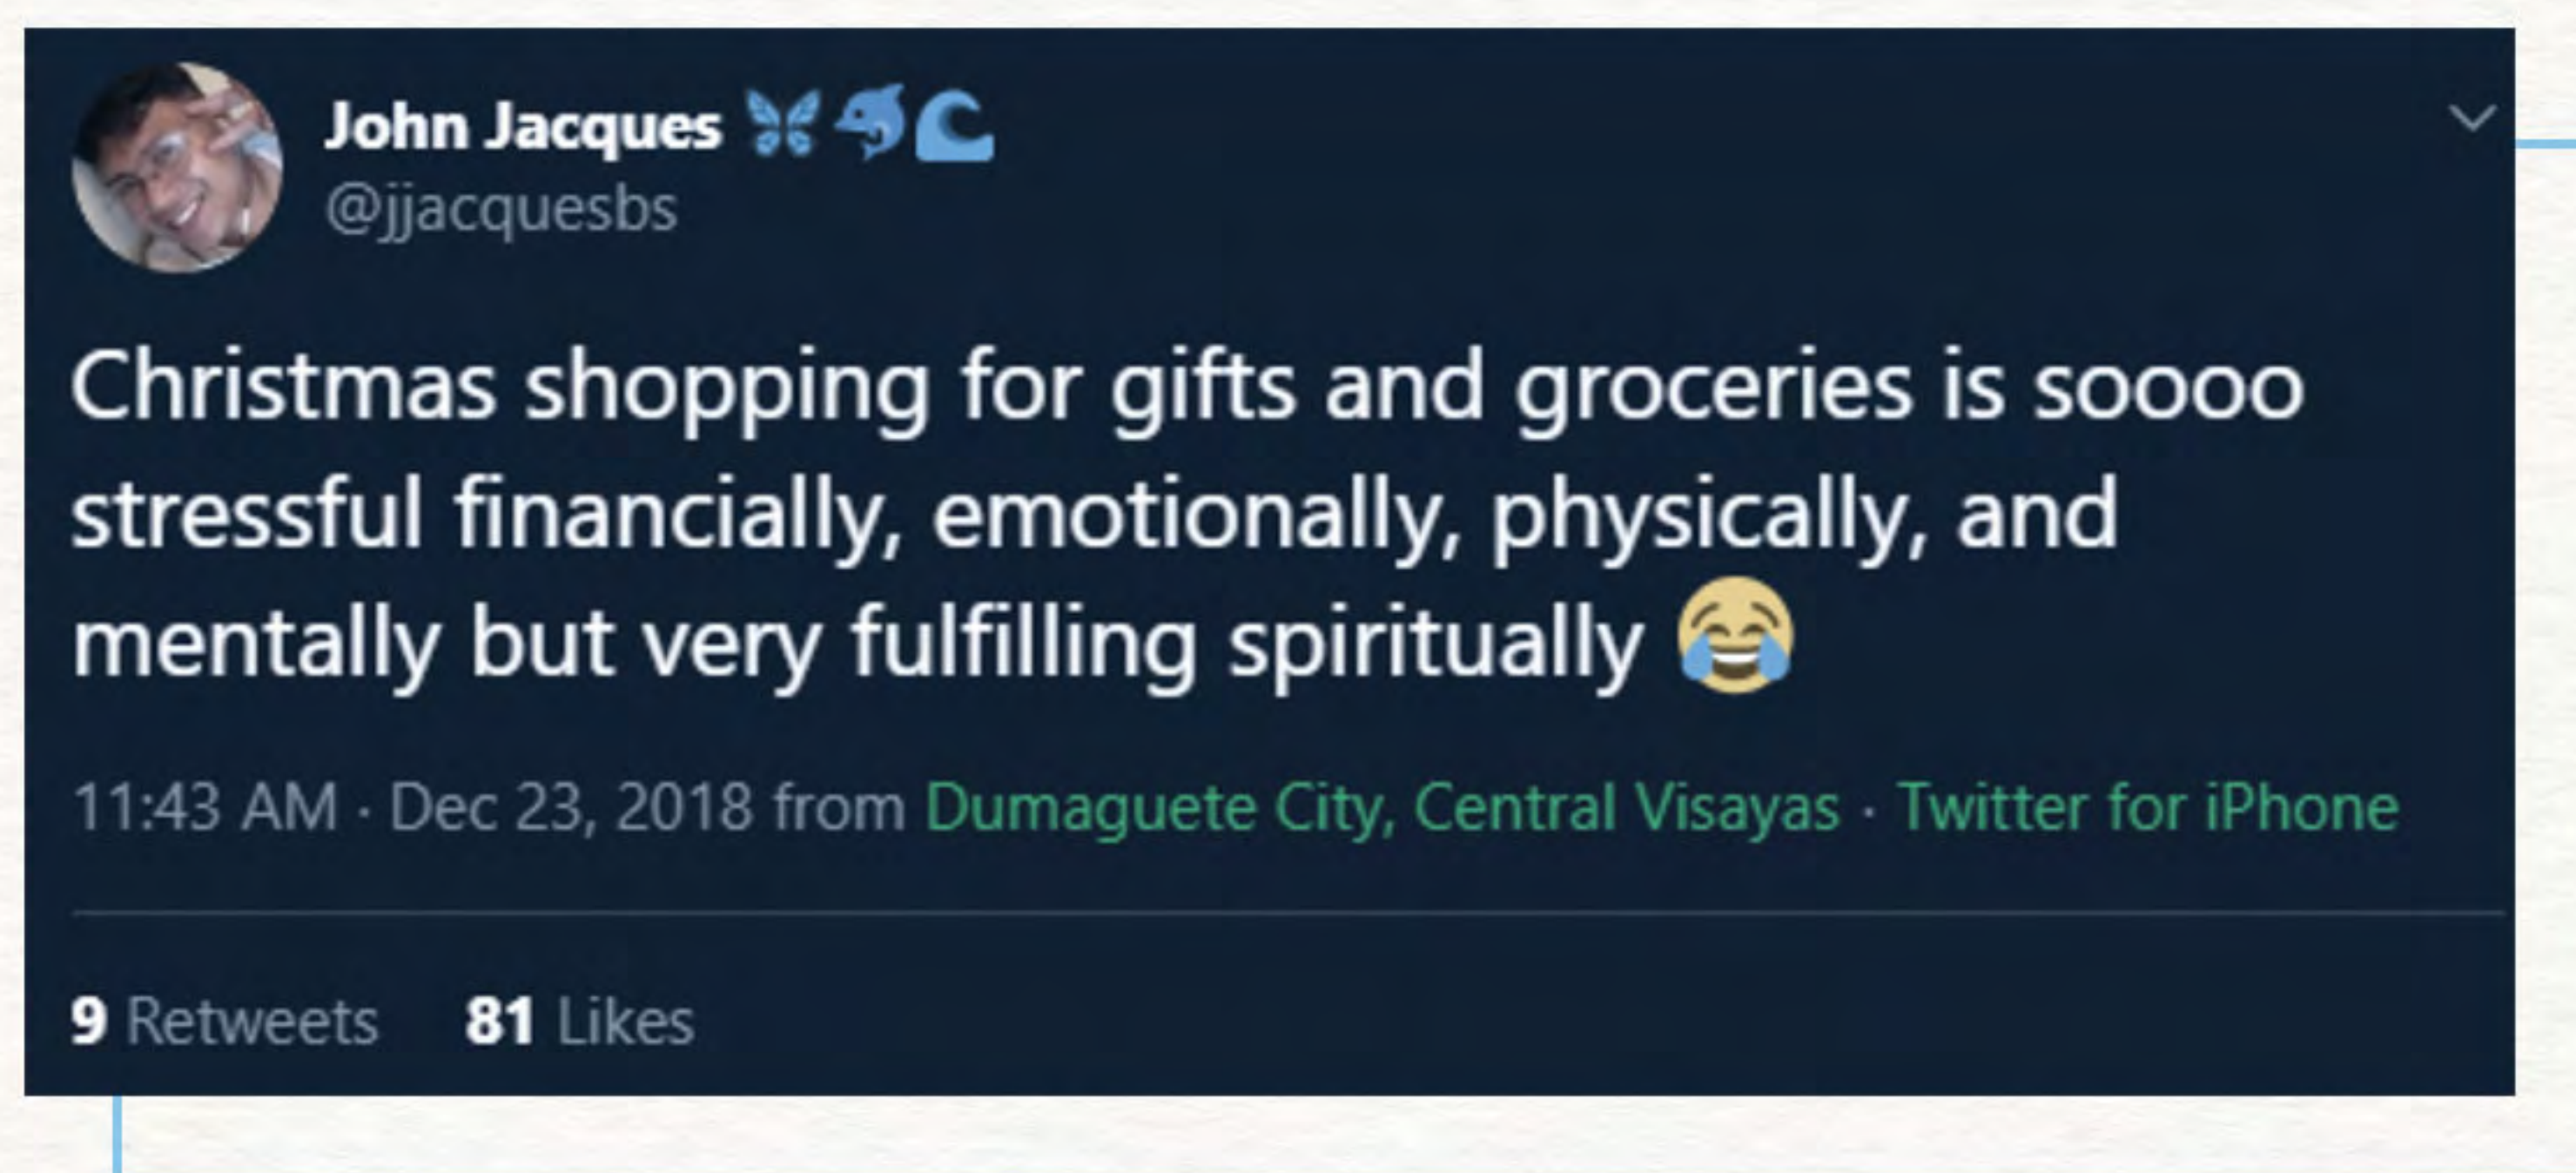 John Jacques 🦋🐬🌊
@jjacquesbs
Christmas shopping for gifts and groceries is soooo
stressful financially, emotionally, physically, and
mentally but very fulfilling spiritually 😂
11:43 AM · Dec 23, 2018 from Dumaguete City, Central Visayas · Twitter for iPhone
9 Retweets 81 Likes